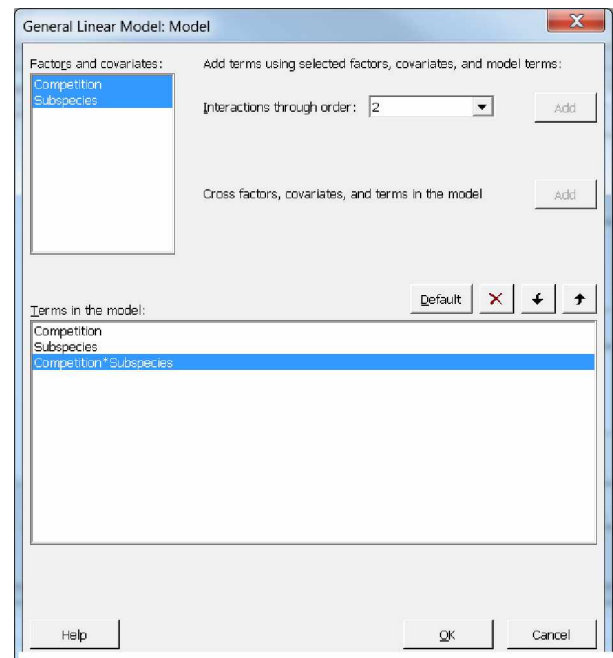 General Linear Model: Model
Factors and covariates:
Add terms using selected factors, covariates, and model terms:
Competition
Subspecies
Interactions through order: 2
Add
Cross factors, covariates, and terms in the model
Add
Default
Terms in the model:
Competition
Subspecies
Competition*Subspecies
Help
OK
Cancel